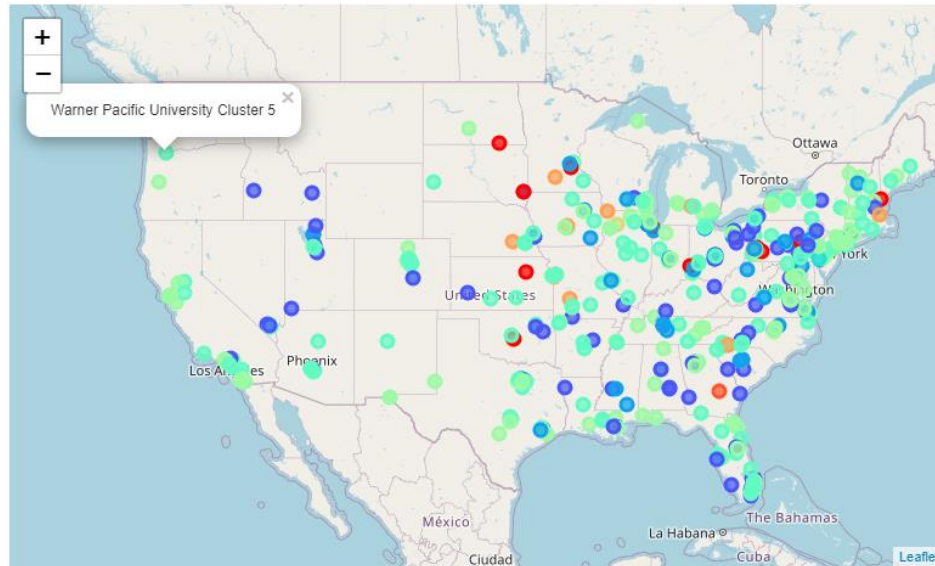 +
−
Warner Pacific University Cluster 5
×
Ottawa
Toronto
York
Washington
United States
Los Angeles
Phoenix
México
Ciudad
La Habana
The Bahamas
Cuba
Leafle